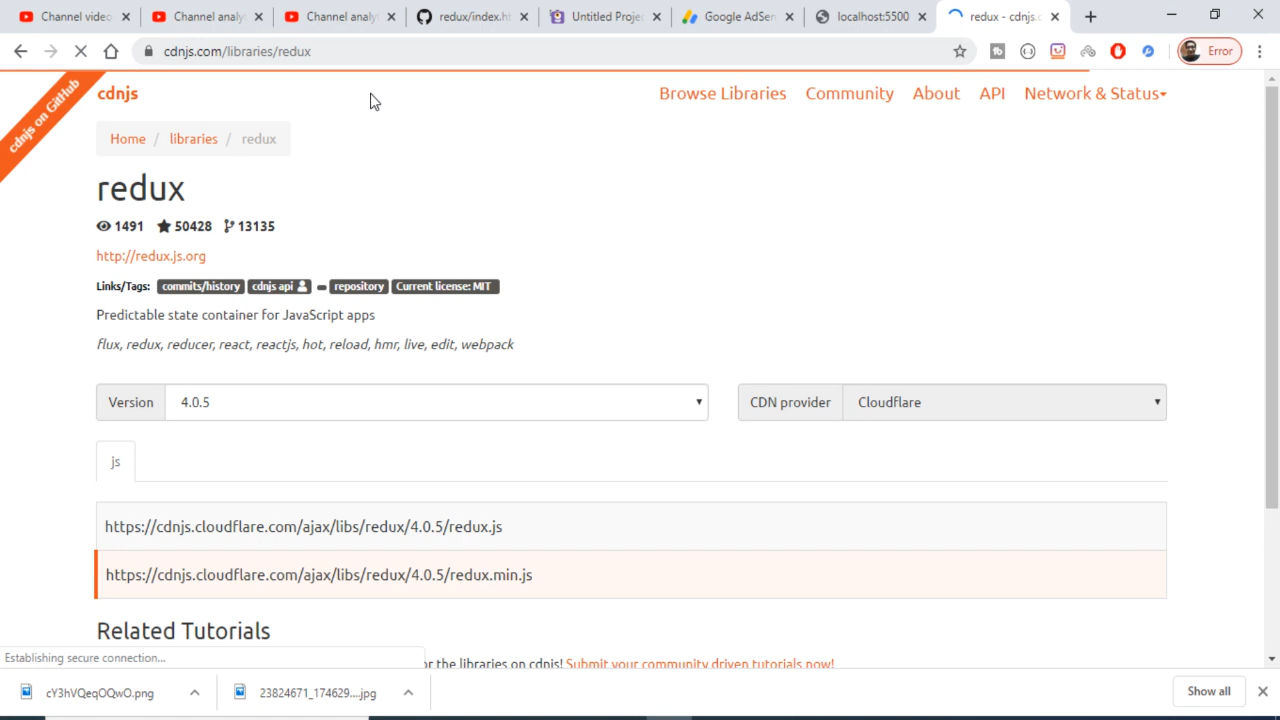 Channel video
Channel analy
Channel analy
redux/index.h
Untitled Proje
Google AdSen
localhost:5500
redux - cdnjs.c
cdnjs.com/libraries/redux
Error
cdnjs on GitHub
cdnjs
Browse Libraries
Community
About
API
Network & Status
Home / libraries / redux
redux
1491 50428 13135
http://redux.js.org
Links/Tags: commits/history cdnjs api repository Current license: MIT
Predictable state container for JavaScript apps
flux, redux, reducer, react, reactjs, hot, reload, hmr, live, edit, webpack
Version 4.0.5
CDN provider Cloudflare
js
https://cdnjs.cloudflare.com/ajax/libs/redux/4.0.5/redux.js
https://cdnjs.cloudflare.com/ajax/libs/redux/4.0.5/redux.min.js
Related Tutorials
or the libraries on cdnjs! Submit your community driven tutorials now!
Establishing secure connection...
cY3hVQeqOQwO.png
23824671_174629....jpg
Show all